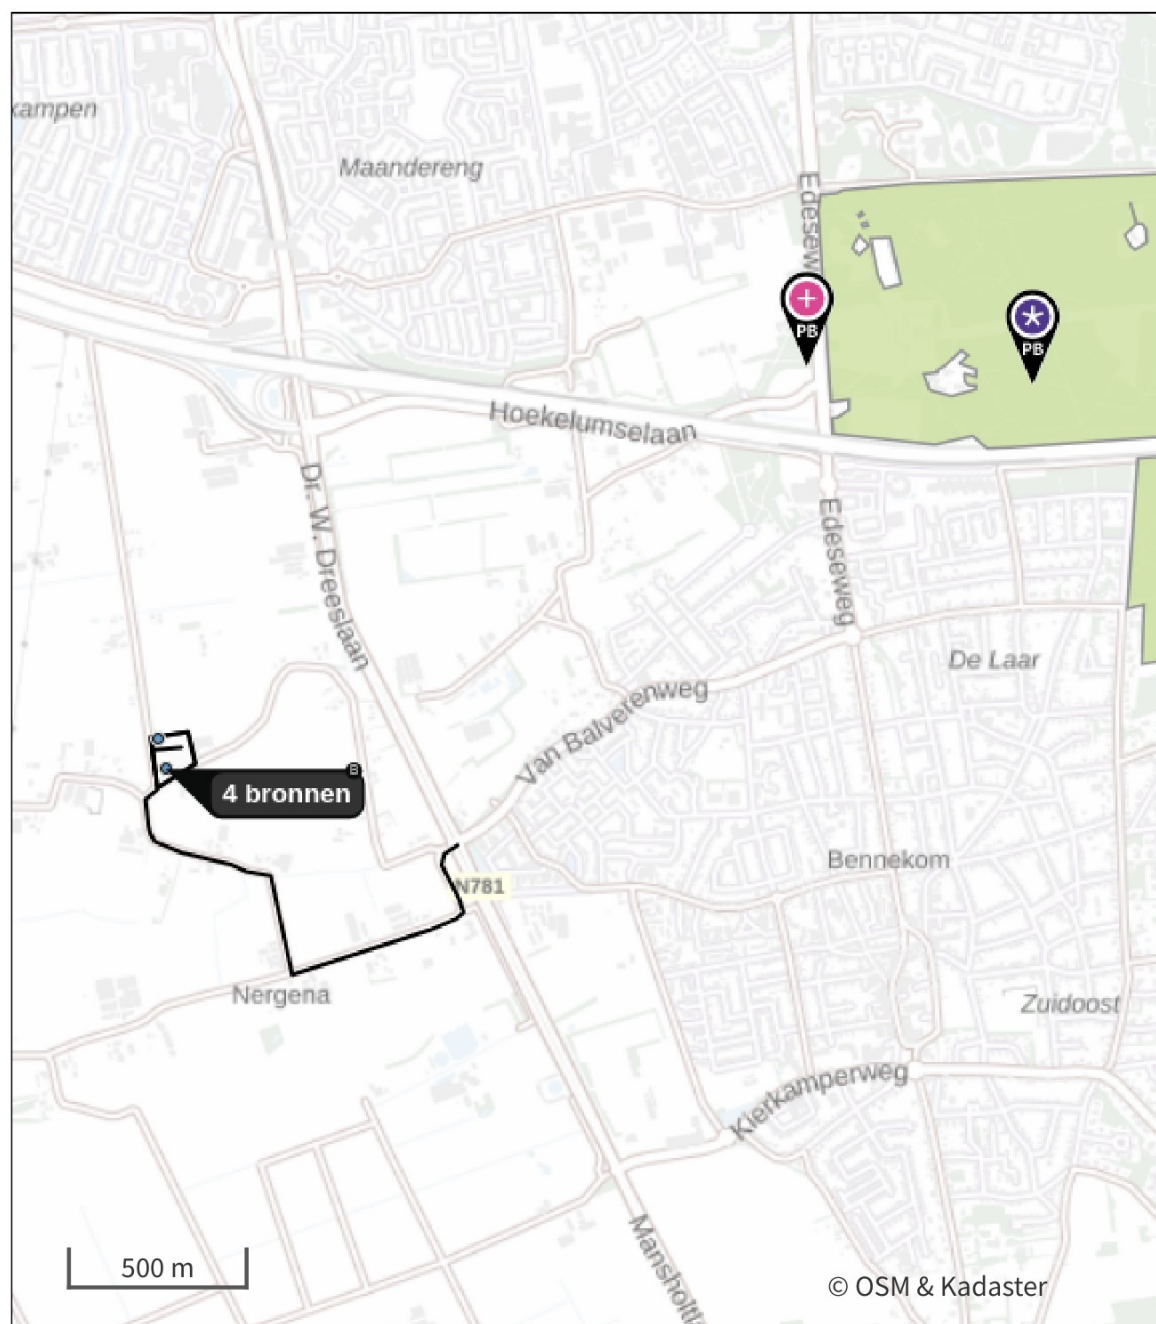 kampen
Maandereng
Edesew
PB
PB
Hoekelumselaan
Dr. W. Dreeslaan
Edeseweg
De Laar
Van Balverenweg
B
4 bronnen
Bennekom
N781
Nergena
Zuidoost
Kierkamperweg
Mansholtl
500 m
© OSM & Kadaster